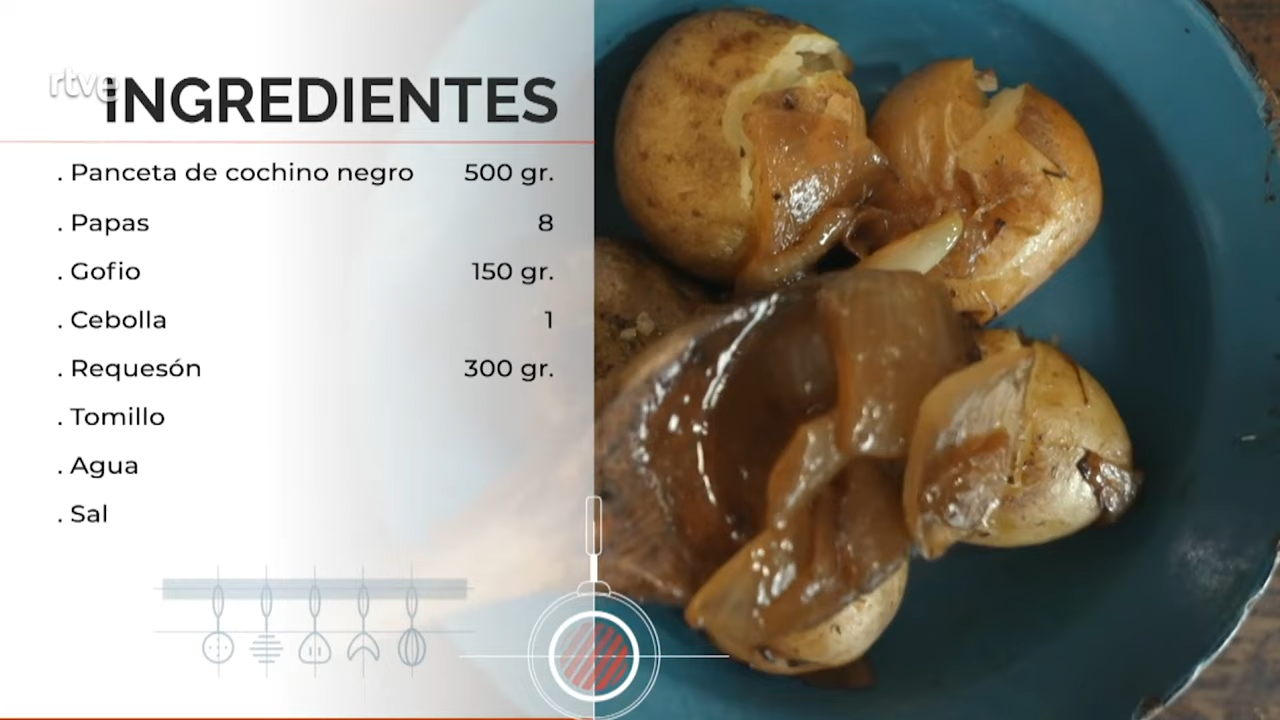 rtve
INGREDIENTES
. Panceta de cochino negro 500 gr.
. Papas 8
. Gofio 150 gr.
. Cebolla 1
. Requesón 300 gr.
. Tomillo
. Agua
. Sal